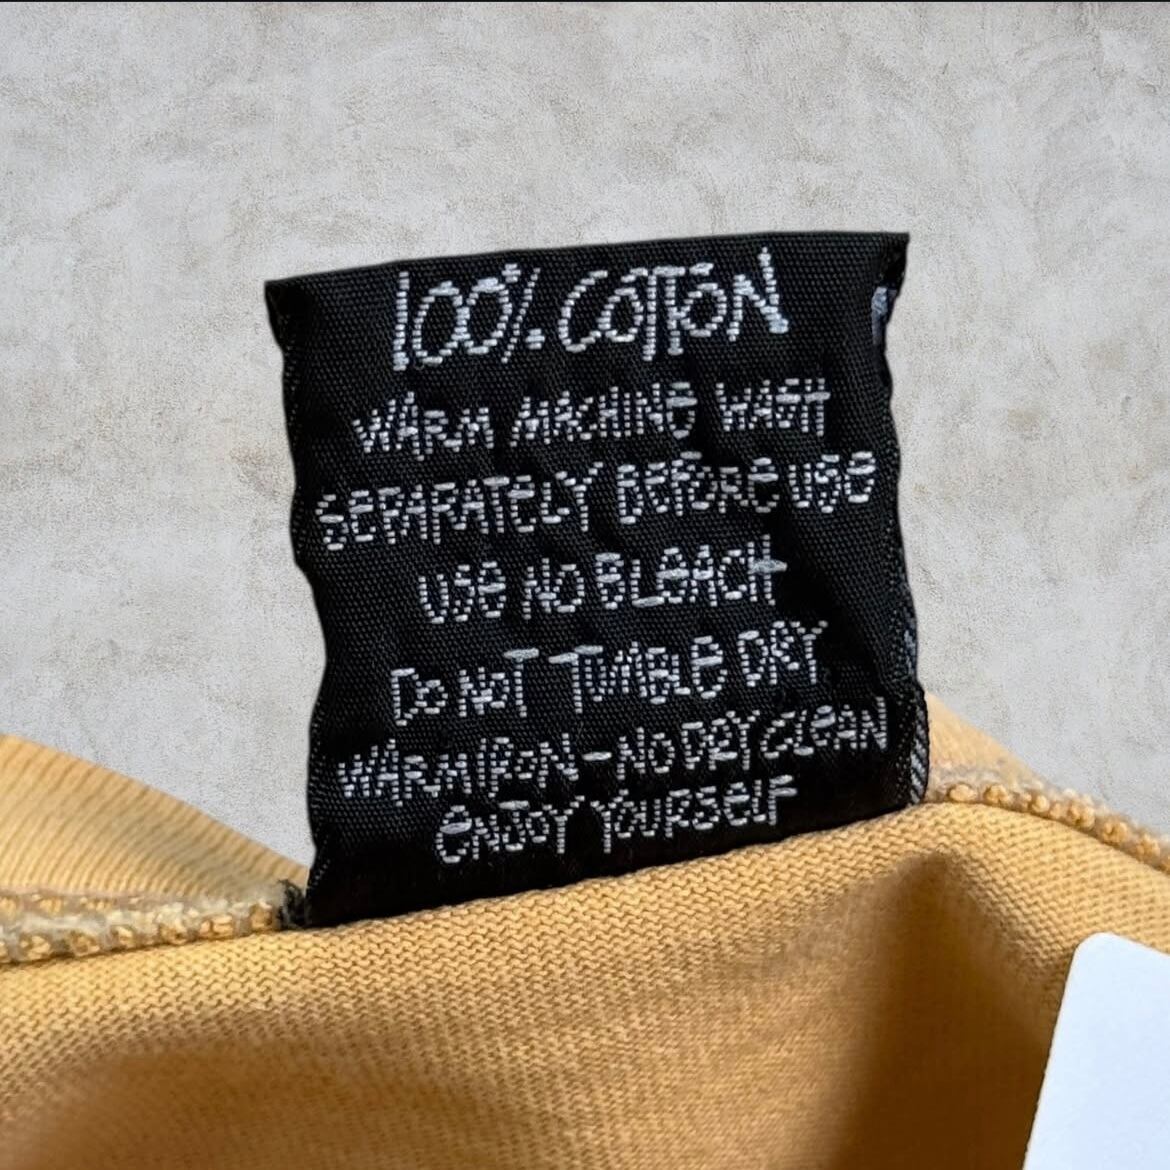 100% COTTON
WARM MACHINE WASH
SEPARATELY BEFORE USE
USE NO BLEACH
DO NOT TUMBLE DRY
WARM IRON - NO DRY CLEAN
ENJOY YOURSELF